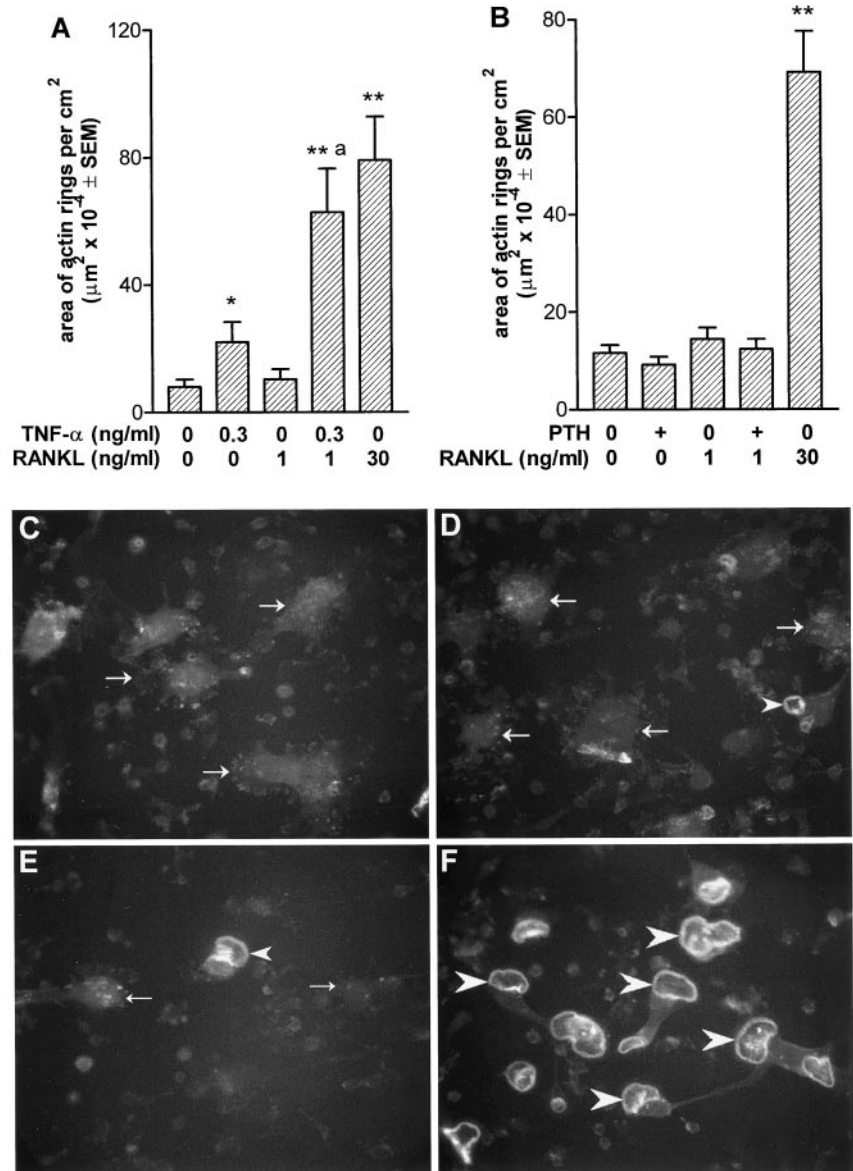 A
area of actin rings per cm²
(μm² x 10⁻⁴ ± SEM)
120
80
40
0
*
** a
**
TNF-α (ng/ml) 0 0.3 0 0.3 0
RANKL (ng/ml) 0 0 1 1 30
B
area of actin rings per cm²
(μm² x 10⁻⁴ ± SEM)
80
60
40
20
0
**
PTH 0 + 0 + 0
RANKL (ng/ml) 0 0 1 1 30
C
D
E
F